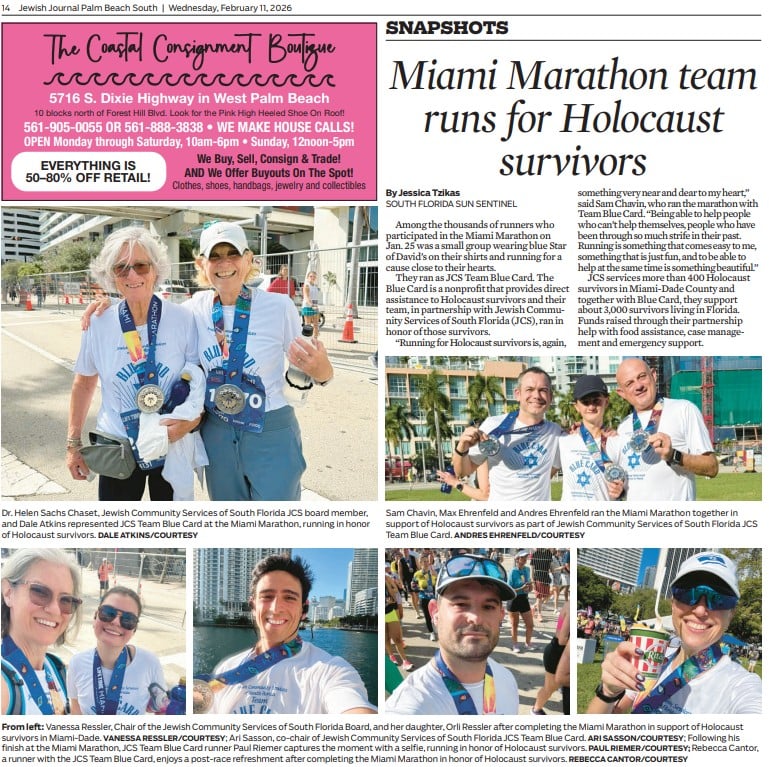 14 Jewish Journal Palm Beach South | Wednesday, February 11, 2026
The Coastal Consignment Boutique
5716 S. Dixie Highway in West Palm Beach
10 blocks north of Forest Hill Blvd. Look for the Pink High Heeled Shoe On Roof!
561-905-0055 OR 561-888-3838 • WE MAKE HOUSE CALLS!
OPEN Monday through Saturday, 10am-6pm • Sunday, 12noon-5pm
EVERYTHING IS
50–80% OFF RETAIL!
We Buy, Sell, Consign & Trade!
AND We Offer Buyouts On The Spot!
Clothes, shoes, handbags, jewelry and collectibles
SNAPSHOTS
Miami Marathon team
runs for Holocaust
survivors
By Jessica Tzikas
SOUTH FLORIDA SUN SENTINEL
Among the thousands of runners who
participated in the Miami Marathon on
Jan. 25 was a small group wearing blue Star
of David's on their shirts and running for a
cause close to their hearts.
They ran as JCS Team Blue Card. The
Blue Card is a nonprofit that provides direct
assistance to Holocaust survivors and their
team, in partnership with Jewish Commu-
nity Services of South Florida (JCS), ran in
honor of those survivors.
“Running for Holocaust survivors is, again,
something very near and dear to my heart,”
said Sam Chavin, who ran the marathon with
Team Blue Card. “Being able to help people
who can't help themselves, people who have
been through so much strife in their past.
Running is something that comes easy to me,
something that is just fun, and to be able to
help at the same time is something beautiful.”
JCS services more than 400 Holocaust
survivors in Miami-Dade County and
together with Blue Card, they support
about 3,000 survivors living in Florida.
Funds raised through their partnership
help with food assistance, case manage-
ment and emergency support.
MIAMI
MARATHON
BLUE CARD
Dr. Helen Sachs Chaset, Jewish Community Services of South Florida JCS board member,
and Dale Atkins represented JCS Team Blue Card at the Miami Marathon, running in honor
of Holocaust survivors. DALE ATKINS/COURTESY
BLUE CARD
BLUE CARD
Sam Chavin, Max Ehrenfeld and Andres Ehrenfeld ran the Miami Marathon together in
support of Holocaust survivors as part of Jewish Community Services of South Florida JCS
Team Blue Card. ANDRES EHRENFELD/COURTESY
BLUE CARD
From left: Vanessa Ressler, Chair of the Jewish Community Services of South Florida Board, and her daughter, Orli Ressler after completing the Miami Marathon in support of Holocaust
survivors in Miami-Dade. VANESSA RESSLER/COURTESY; Ari Sasson, co-chair of Jewish Community Services of South Florida JCS Team Blue Card. ARI SASSON/COURTESY; Following his
finish at the Miami Marathon, JCS Team Blue Card runner Paul Riemer captures the moment with a selfie, running in honor of Holocaust survivors. PAUL RIEMER/COURTESY; Rebecca Cantor,
a runner with the JCS Team Blue Card, enjoys a post-race refreshment after completing the Miami Marathon in honor of Holocaust survivors. REBECCA CANTOR/COURTESY